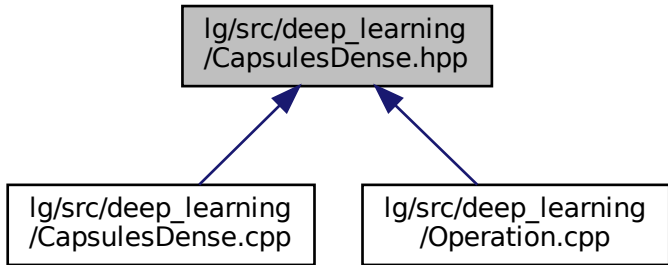 lg/src/deep_learning
/CapsulesDense.hpp
lg/src/deep_learning
/CapsulesDense.cpp
lg/src/deep_learning
/Operation.cpp